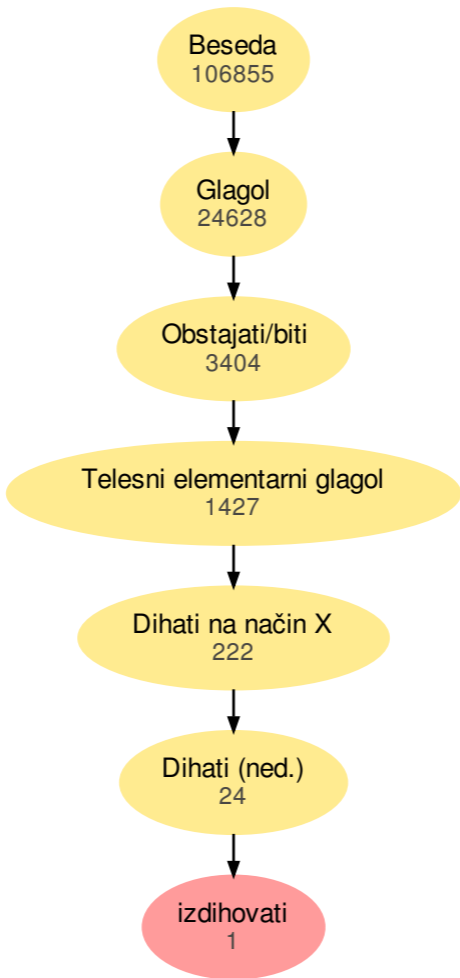 Beseda
106855
Glagol
24628
Obstajati/biti
3404
Telesni elementarni glagol
1427
Dihati na način X
222
Dihati (ned.)
24
izdihovati
1